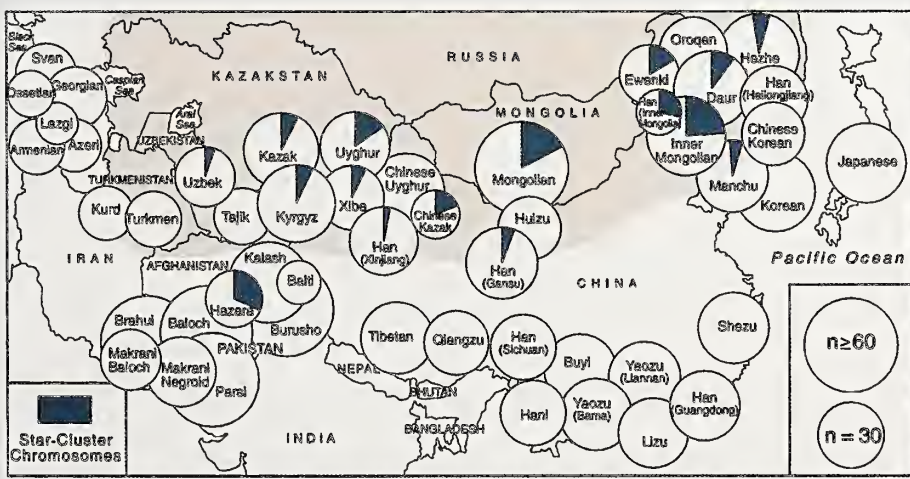 Black
Sea
Svan
Ossetian
Georgian
Caspian
Sea
Lazgi
Armenian
Azeri
KAZAKSTAN
RUSSIA
MONGOLIA
Aral
Sea
UZBEKISTAN
TURKMENISTAN
Uzbek
Kazak
Uyghur
Kyrgyz
Xibe
Chinese
Uyghur
Chinese
Kazak
Han
(Xinjiang)
Tajik
Kurd
Turkmen
Mongolian
Huizu
Han
(Gansu)
Oroqen
Hezhe
Ewenki
Daur
Han
(Heilongjiang)
Han
(Inner
Mongolia)
Inner
Mongolian
Chinese
Korean
Manchu
Korean
Japanese
Pacific Ocean
IRAN
AFGHANISTAN
Kalash
Balti
Hazara
Burusho
Brahui
Baloch
PAKISTAN
Makrani
Baloch
Makrani
Negroid
Parsi
CHINA
Tibetan
Qiangzu
Han
(Sichuan)
Buyi
Yaozu
(Liannan)
Shezu
Hani
Yaozu
(Bama)
Lizu
Han
(Guangdong)
NEPAL
BHUTAN
BANGLADESH
INDIA
Star-Cluster
Chromosomes
n≥60
n=30